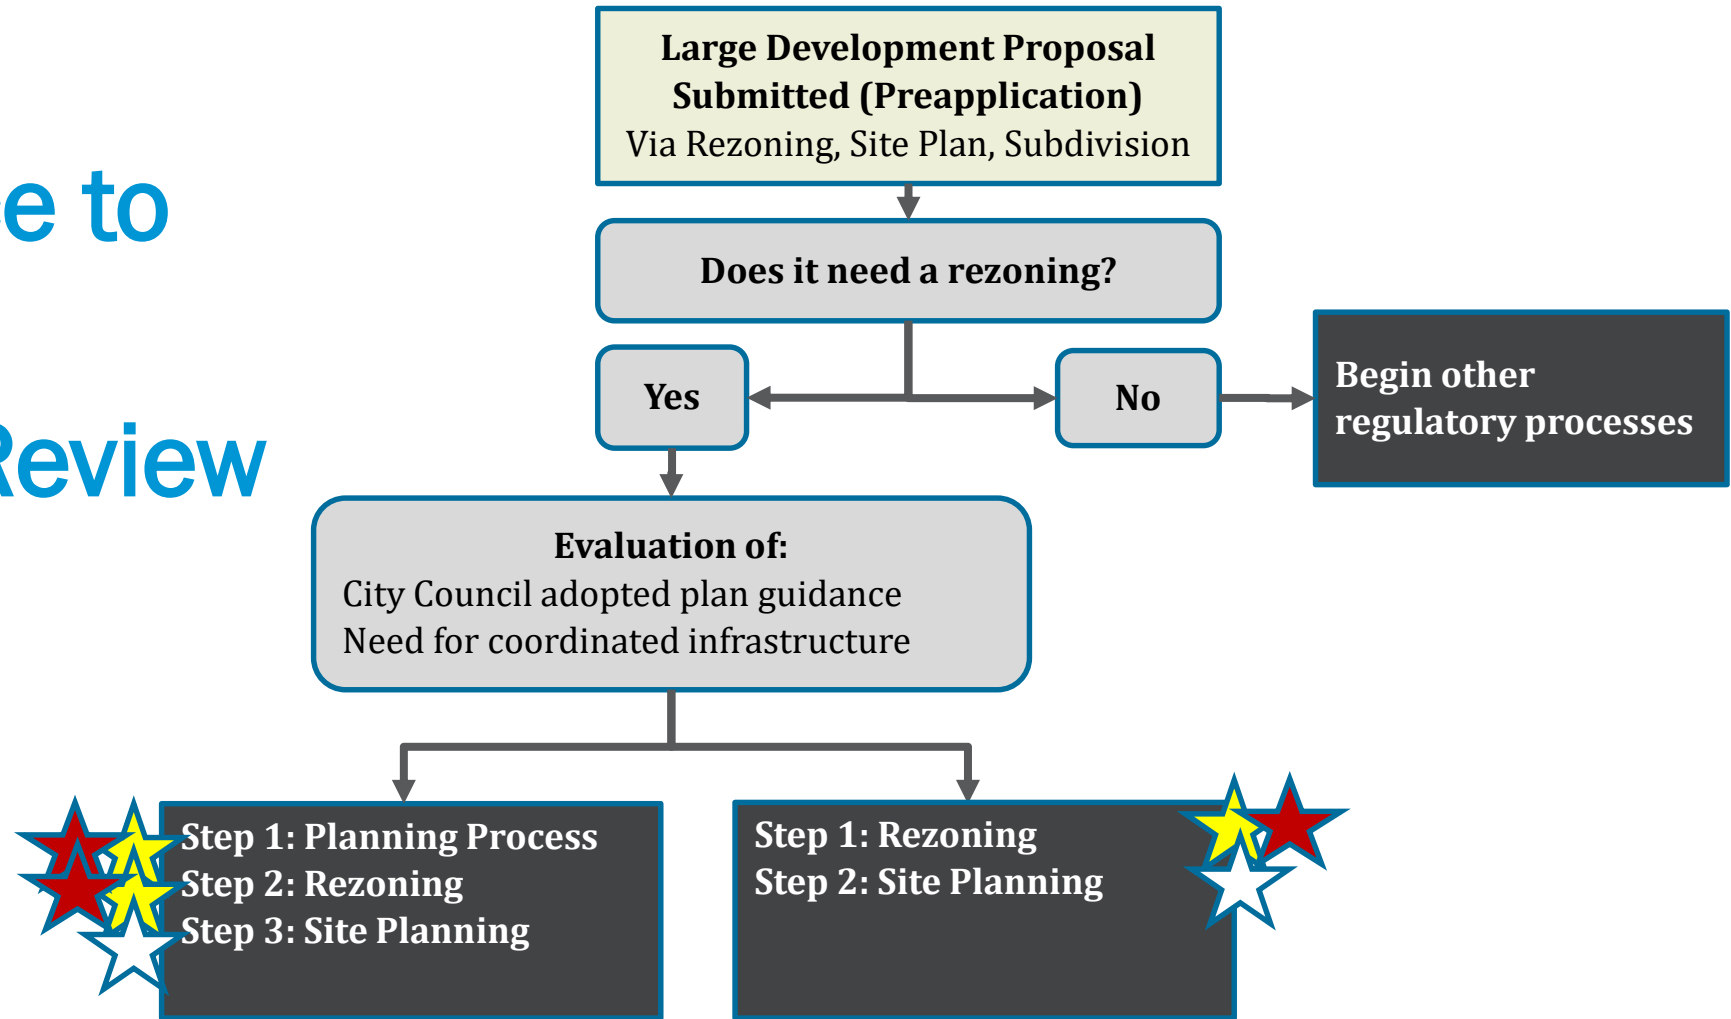 Large Development Proposal
Submitted (Preapplication)
Via Rezoning, Site Plan, Subdivision
e to
Review
Does it need a rezoning?
Yes
No
Begin other
regulatory processes
Evaluation of:
City Council adopted plan guidance
Need for coordinated infrastructure
Step 1: Planning Process
Step 2: Rezoning
Step 3: Site Planning
Step 1: Rezoning
Step 2: Site Planning